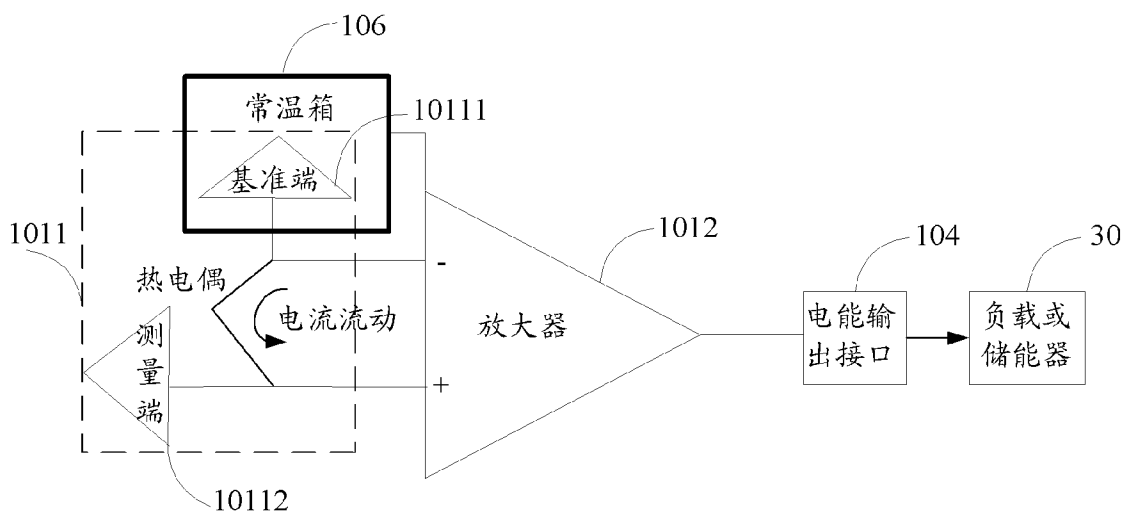 106
常温箱
10111
基准端
1011
热电偶
-
1012
104
30
电流流动
放大器
电能输
出接口
负载或
储能器
测
量
端
+
10112